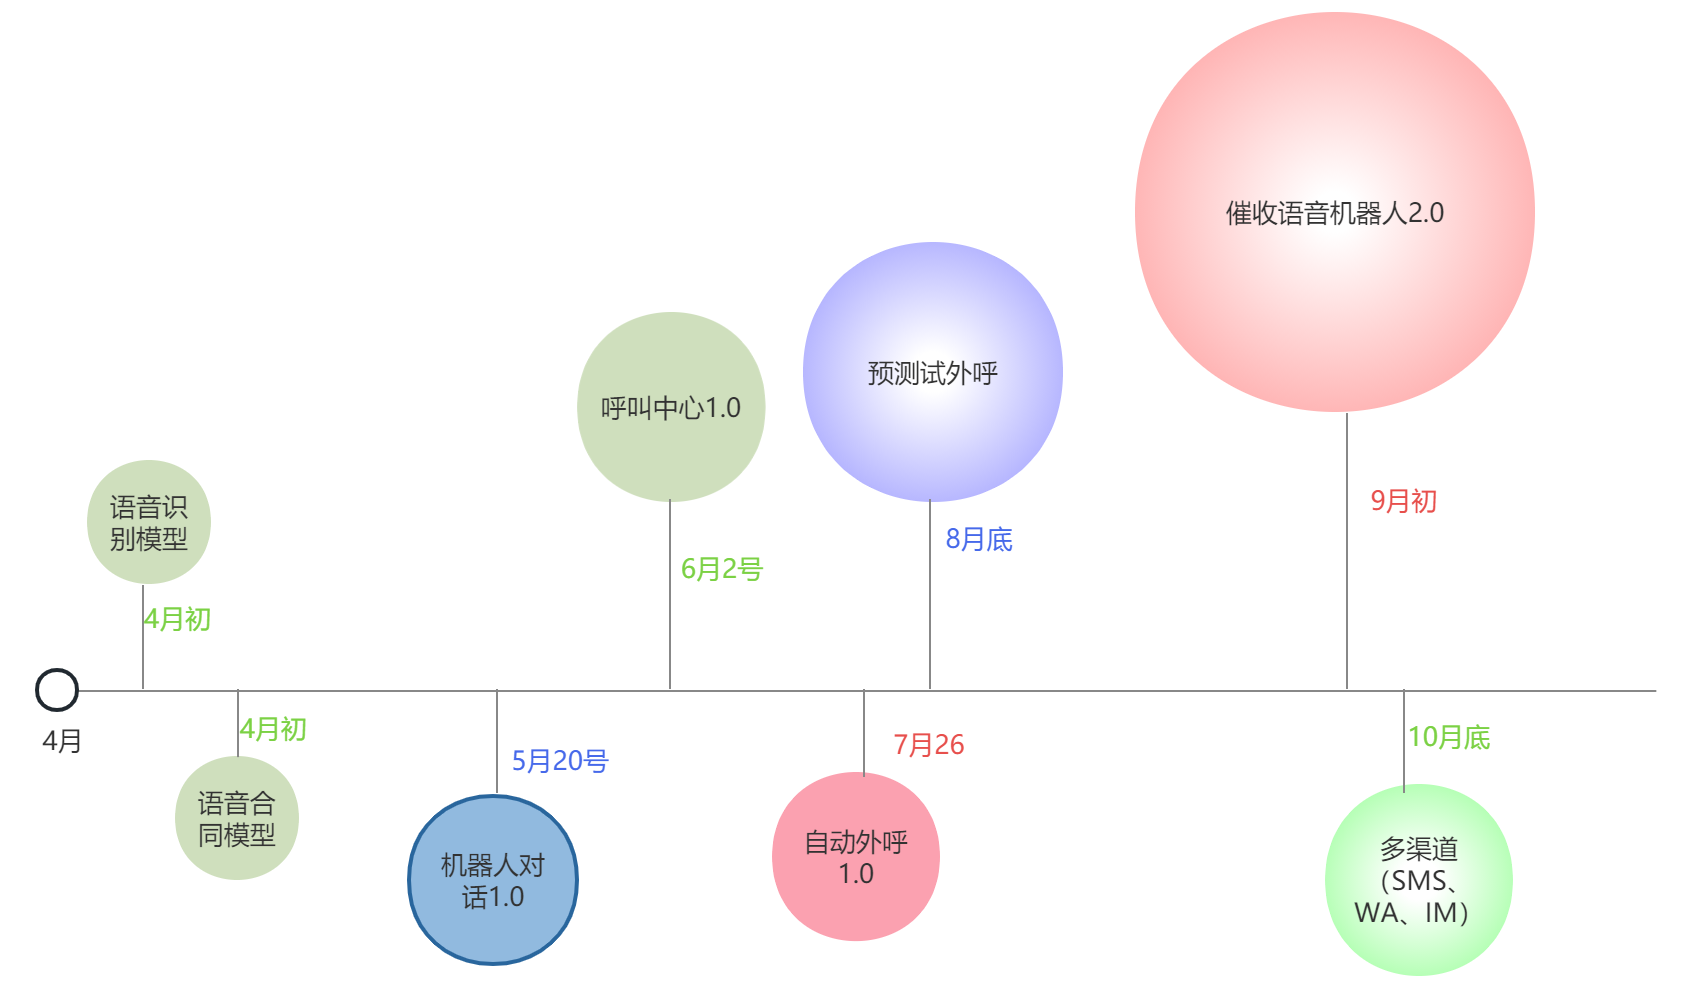 催收语音机器人2.0
预测试外呼
呼叫中心1.0
9月初
语音识
别模型
8月底
6月2号
4月初
4月
4月初
5月20号
7月26
10月底
语音合
同模型
机器人对
话1.0
自动外呼
1.0
多渠道
（SMS、
WA、IM）